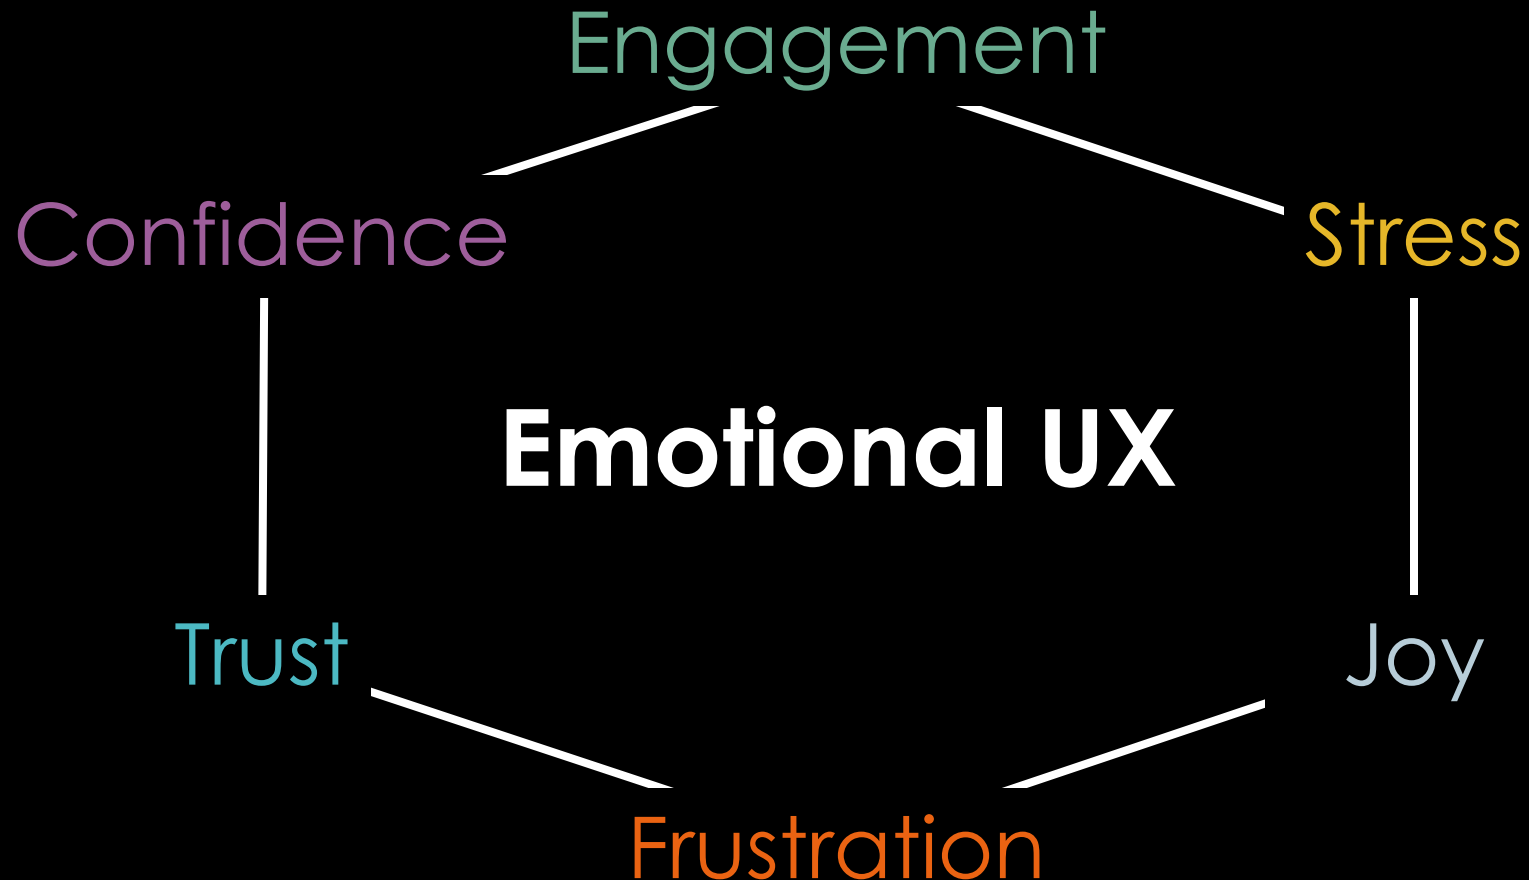 Engagement
Confidence
Stress
Emotional UX
Trust
Joy
Frustration